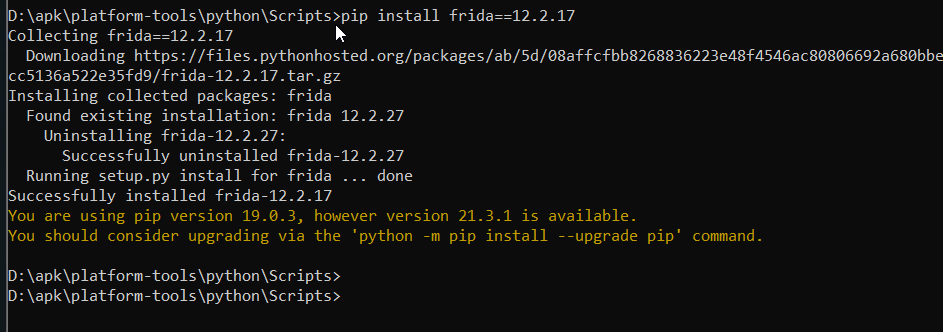 D:\apk\platform-tools\python\Scripts>pip install frida==12.2.17
Collecting frida==12.2.17
Downloading https://files.pythonhosted.org/packages/ab/5d/08affcfbb8268836223e48f4546ac80806692a680bbe
cc5136a522e35fd9/frida-12.2.17.tar.gz
Installing collected packages: frida
Found existing installation: frida 12.2.27
Uninstalling frida-12.2.27:
Successfully uninstalled frida-12.2.27
Running setup.py install for frida ... done
Successfully installed frida-12.2.17
You are using pip version 19.0.3, however version 21.3.1 is available.
You should consider upgrading via the 'python -m pip install --upgrade pip' command.
D:\apk\platform-tools\python\Scripts>
D:\apk\platform-tools\python\Scripts>